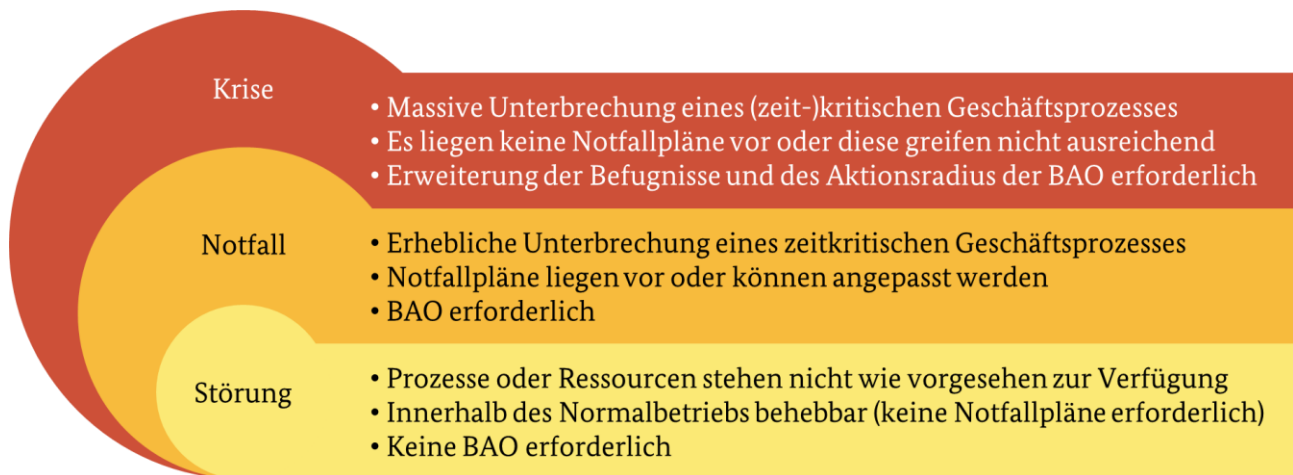 Krise
• Massive Unterbrechung eines (zeit-)kritischen Geschäftsprozesses
• Es liegen keine Notfallpläne vor oder diese greifen nicht ausreichend
• Erweiterung der Befugnisse und des Aktionsradius der BAO erforderlich
Notfall
• Erhebliche Unterbrechung eines zeitkritischen Geschäftsprozesses
• Notfallpläne liegen vor oder können angepasst werden
• BAO erforderlich
Störung
• Prozesse oder Ressourcen stehen nicht wie vorgesehen zur Verfügung
• Innerhalb des Normalbetriebs behebbar (keine Notfallpläne erforderlich)
• Keine BAO erforderlich